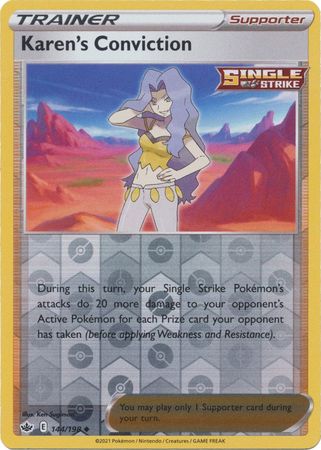 TRAINER Supporter
Karen's Conviction
SINGLE
STRIKE
During this turn, your Single Strike Pokémon's
attacks do 20 more damage to your opponent's
Active Pokémon for each Prize card your opponent
has taken (before applying Weakness and Resistance).
Illus. Ken Sugimori
E 144/198 ◆
You may play only 1 Supporter card during
your turn.
©2021 Pokémon / Nintendo / Creatures / GAME FREAK